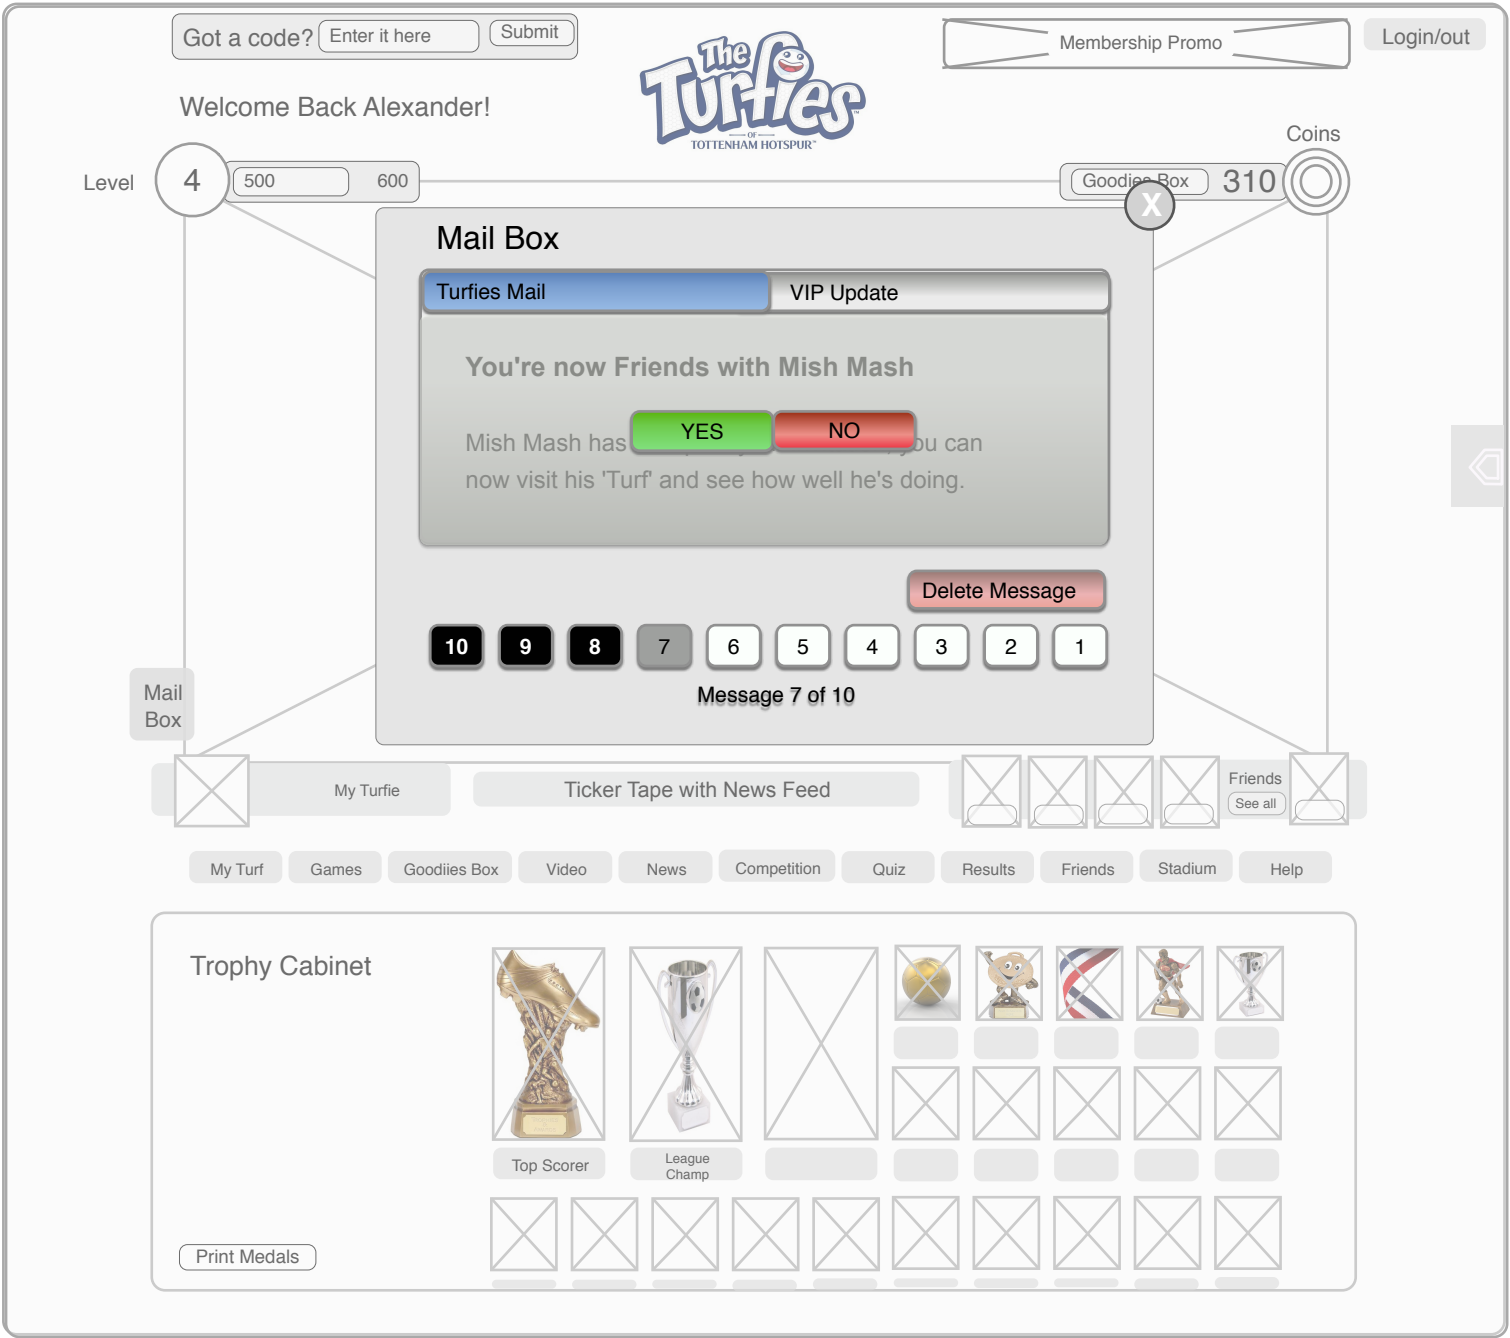 Got a code?
Enter it here
Submit
The
Turfies
OF
TOTTENHAM HOTSPUR™
Membership Promo
Login/out
Welcome Back Alexander!
Coins
Level
4
500
600
Goodies Box
310
X
Mail Box
Turfies Mail
VIP Update
You're now Friends with Mish Mash
YES
NO
Mish Mash has you can
now visit his 'Turf' and see how well he's doing.
Delete Message
10 9 8 7 6 5 4 3 2 1
Message 7 of 10
Mail
Box
My Turfie
Ticker Tape with News Feed
Friends
See all
My Turf
Games
Goodiies Box
Video
News
Competition
Quiz
Results
Friends
Stadium
Help
Trophy Cabinet
Top Scorer
League
Champ
Print Medals